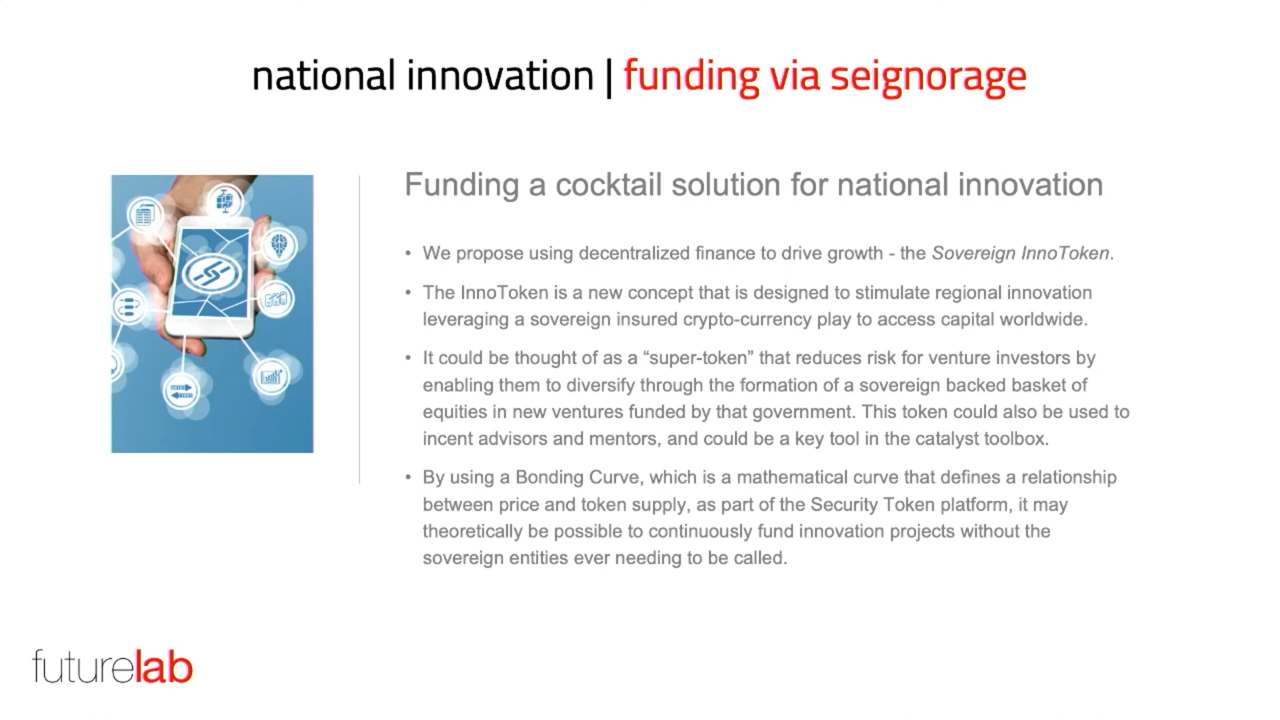 national innovation | funding via seignorage
Funding a cocktail solution for national innovation
• We propose using decentralized finance to drive growth - the Sovereign InnoToken.
• The InnoToken is a new concept that is designed to stimulate regional innovation
leveraging a sovereign insured crypto-currency play to access capital worldwide.
• It could be thought of as a “super-token” that reduces risk for venture investors by
enabling them to diversify through the formation of a sovereign backed basket of
equities in new ventures funded by that government. This token could also be used to
incent advisors and mentors, and could be a key tool in the catalyst toolbox.
• By using a Bonding Curve, which is a mathematical curve that defines a relationship
between price and token supply, as part of the Security Token platform, it may
theoretically be possible to continuously fund innovation projects without the
sovereign entities ever needing to be called.
futurelab